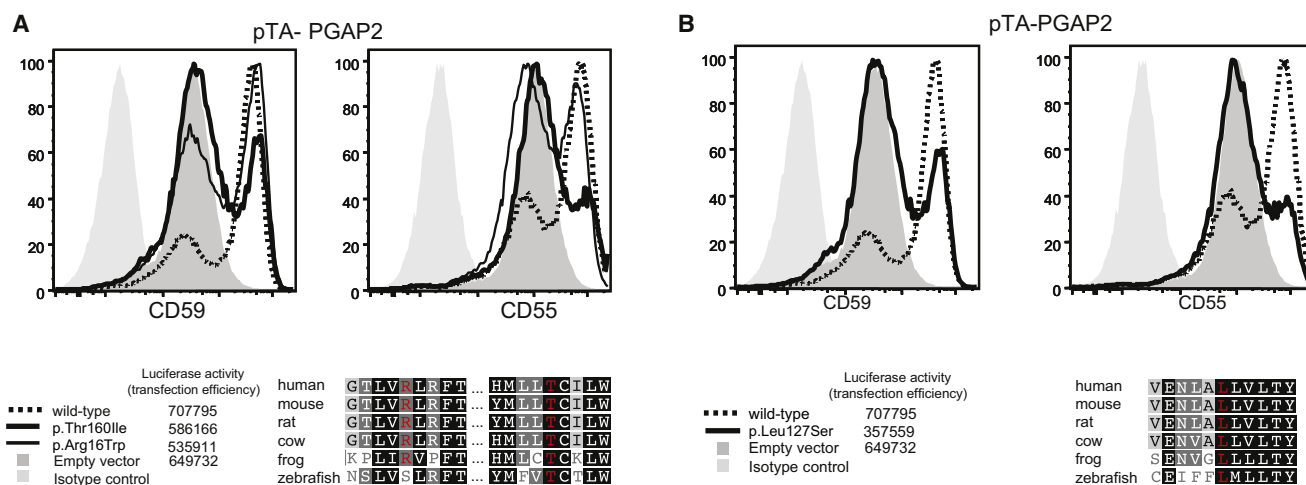 A
pTA- PGAP2
100
80
60
40
20
0
CD59
100
80
60
40
20
0
CD55
Luciferase activity
(transfection efficiency)
wild-type 707795
p.Thr160Ile 586166
p.Arg16Trp 535911
Empty vector 649732
Isotype control
human GTLVRLRFT ... HMLLTCILW
mouse GTLVRLRFT ... YMLLTCILW
rat GTLVRLRFT ... YMLLTCILW
cow GTLVRLRFT ... HMLLTCILW
frog KPLIRVPFT ... HMLCTCKLW
zebrafish NSLVSLRFT ... YMFVTCTLW
B
pTA-PGAP2
100
80
60
40
20
0
CD59
100
80
60
40
20
0
CD55
Luciferase activity
(transfection efficiency)
wild-type 707795
p.Leu127Ser 357559
Empty vector 649732
Isotype control
human VENLALLVLTY
mouse VENLALLVLTY
rat VENLALLVLTY
cow VENVALLVLTY
frog SENVGLLVLTY
zebrafish CEIFFLMLLTY